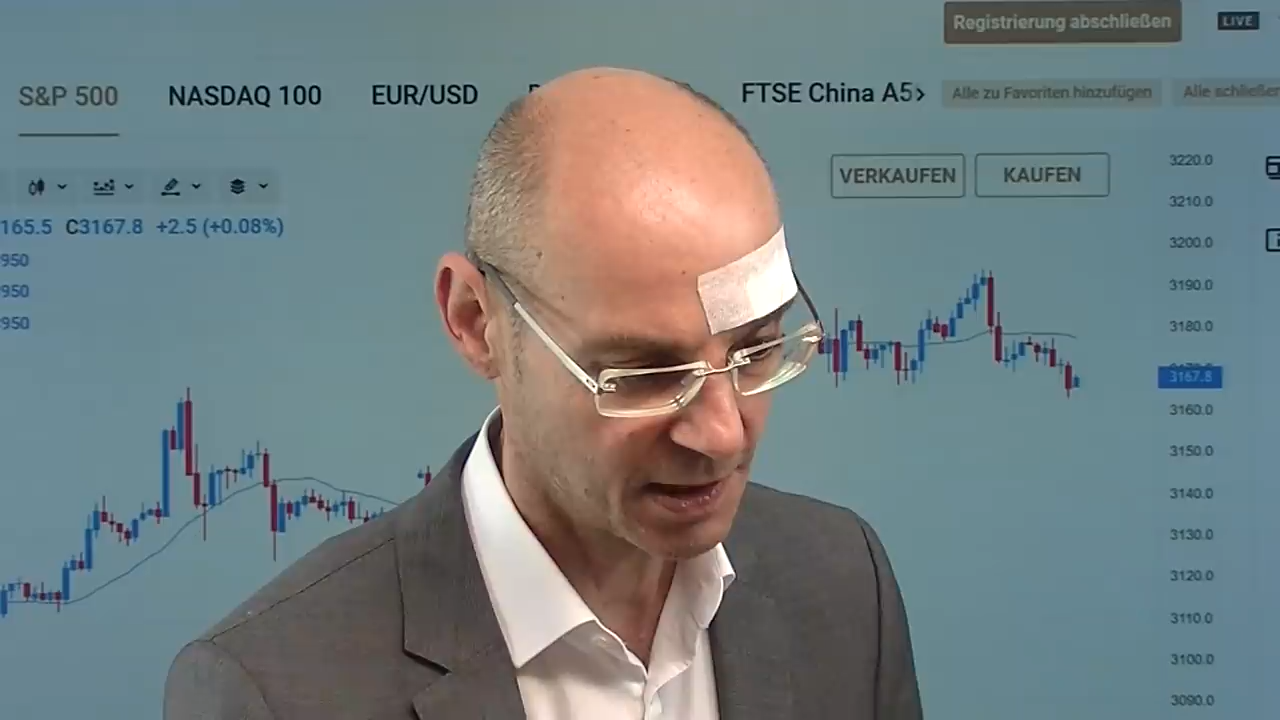 Registrierung abschließen
LIVE
S&P 500
NASDAQ 100
EUR/USD
FTSE China A5
Alle zu Favoriten hinzufügen
Alle schließen
VERKAUFEN
KAUFEN
165.5 C3167.8 +2.5 (+0.08%)
950
950
950
3220.0
3210.0
3200.0
3190.0
3180.0
3167.8
3160.0
3150.0
3140.0
3130.0
3120.0
3110.0
3100.0
3090.0